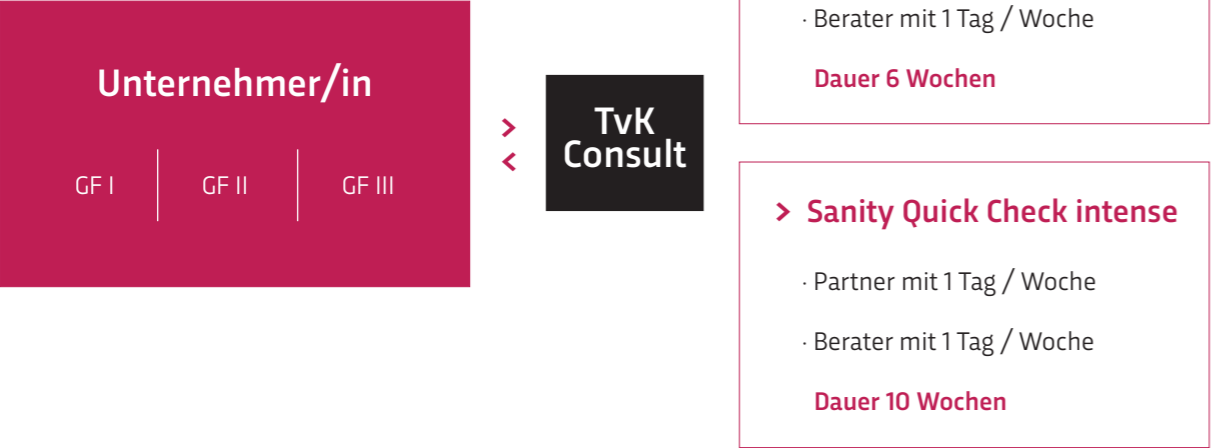 Unternehmer/in
GF I
GF II
GF III
>
<
TvK
Consult
· Berater mit 1 Tag / Woche
Dauer 6 Wochen
> Sanity Quick Check intense
· Partner mit 1 Tag / Woche
· Berater mit 1 Tag / Woche
Dauer 10 Wochen